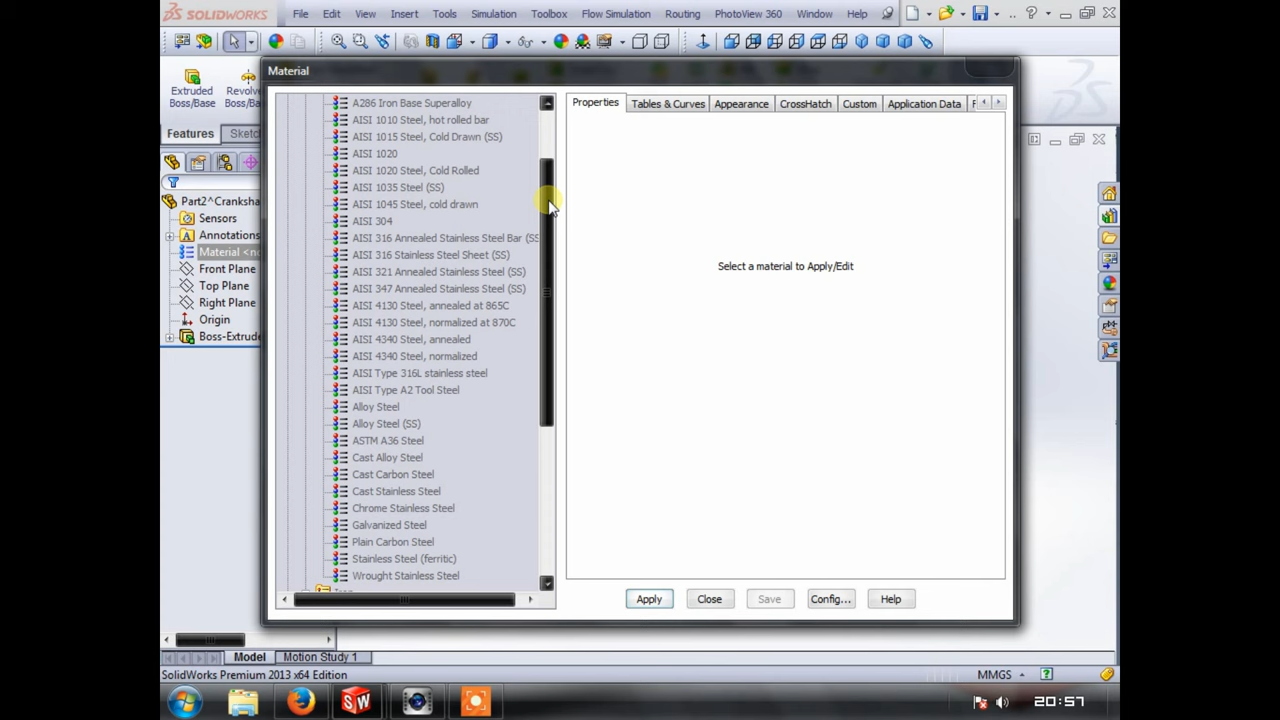 SOLIDWORKS File Edit View Insert Tools Simulation Toolbox Flow Simulation Routing PhotoView 360 Window Help
Extruded Boss/Base
Revolve Boss/Ba
Features Sketc
Material
Properties Tables & Curves Appearance CrossHatch Custom Application Data
A286 Iron Base Superalloy
AISI 1010 Steel, hot rolled bar
AISI 1015 Steel, Cold Drawn (SS)
AISI 1020
AISI 1020 Steel, Cold Rolled
AISI 1035 Steel (SS)
AISI 1045 Steel, cold drawn
AISI 304
AISI 316 Annealed Stainless Steel Bar (SS
AISI 316 Stainless Steel Sheet (SS)
AISI 321 Annealed Stainless Steel (SS)
AISI 347 Annealed Stainless Steel (SS)
AISI 4130 Steel, annealed at 865C
AISI 4130 Steel, normalized at 870C
AISI 4340 Steel, annealed
AISI 4340 Steel, normalized
AISI Type 316L stainless steel
AISI Type A2 Tool Steel
Alloy Steel
Alloy Steel (SS)
ASTM A36 Steel
Cast Alloy Steel
Cast Carbon Steel
Cast Stainless Steel
Chrome Stainless Steel
Galvanized Steel
Plain Carbon Steel
Stainless Steel (ferritic)
Wrought Stainless Steel
Select a material to Apply/Edit
Apply Close Save Config... Help
Part2^Cranksha
Sensors
Annotations
Material <no
Front Plane
Top Plane
Right Plane
Origin
Boss-Extrude
Model Motion Study 1
SolidWorks Premium 2013 x64 Edition MMGS
20:57